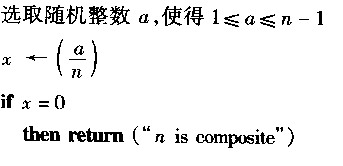 选取随机整数 a,使得 1⩽a⩽n-1
x ← (a/n)
if x=0
then return ("n is composite")